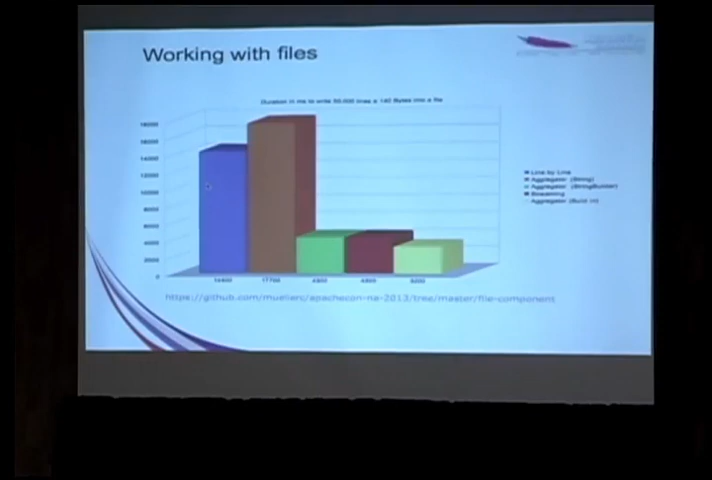 Working with files
Duration in ms to write 50.000 lines a 140 Bytes into a file
18000
16000
14000
12000
10000
8000
6000
4000
2000
0
Line by Line
Aggregator (String)
Aggregator (StringBuilder)
Streaming
Aggregator (Build in)
14400
17700
4300
https://github.com/muellerc/apachecon-na-2013/tree/master/file-component